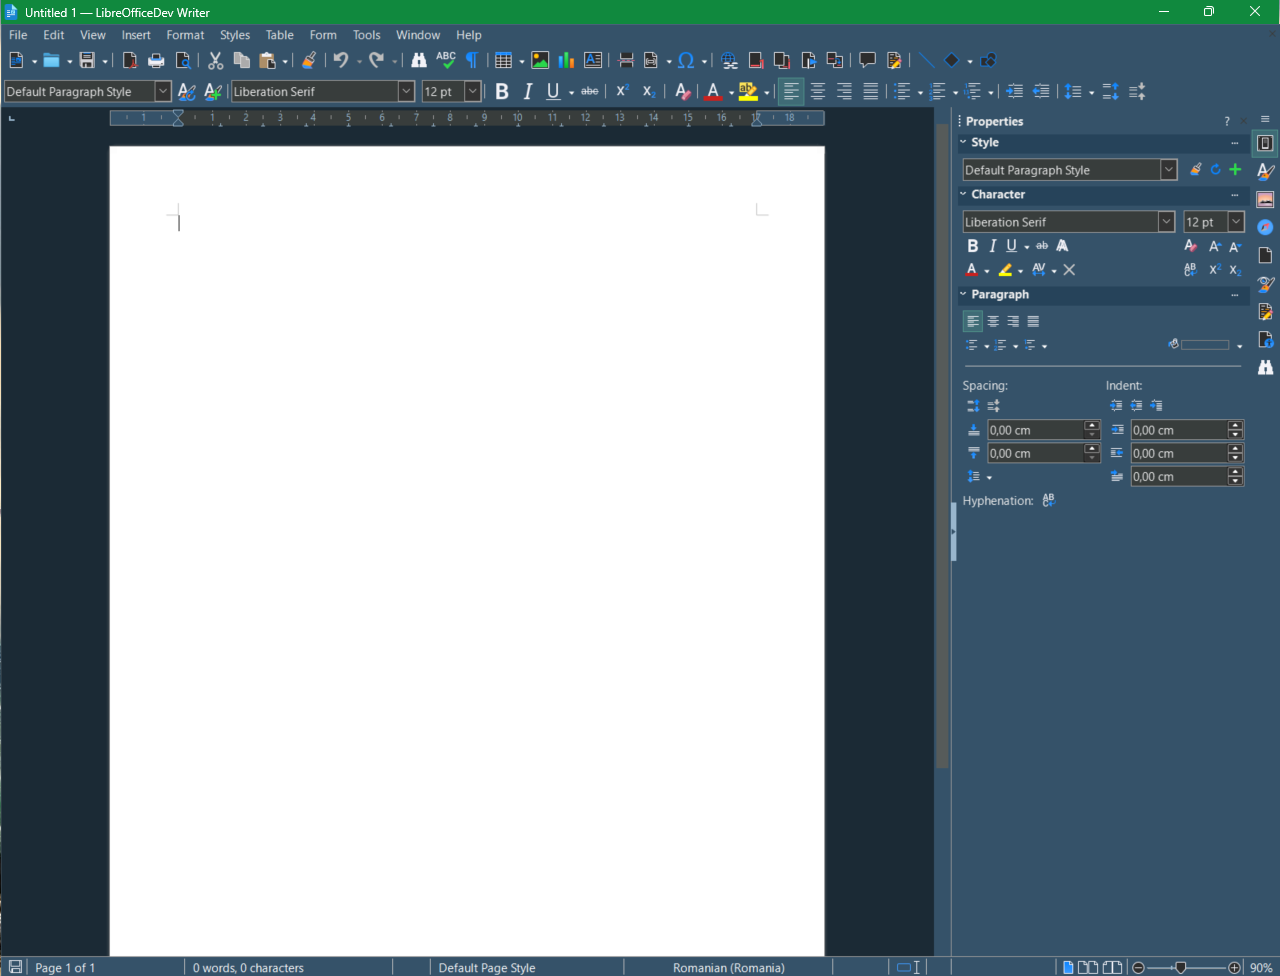 Untitled 1 — LibreOfficeDev Writer
File Edit View Insert Format Styles Table Form Tools Window Help
Default Paragraph Style Liberation Serif 12 pt
1 1 2 3 4 5 6 7 8 9 10 11 12 13 14 15 16 17 18
Properties
Style
Default Paragraph Style
Character
Liberation Serif 12 pt
Paragraph
Spacing: Indent:
0,00 cm 0,00 cm
0,00 cm 0,00 cm
0,00 cm
Hyphenation:
Page 1 of 1 0 words, 0 characters Default Page Style Romanian (Romania) 90%